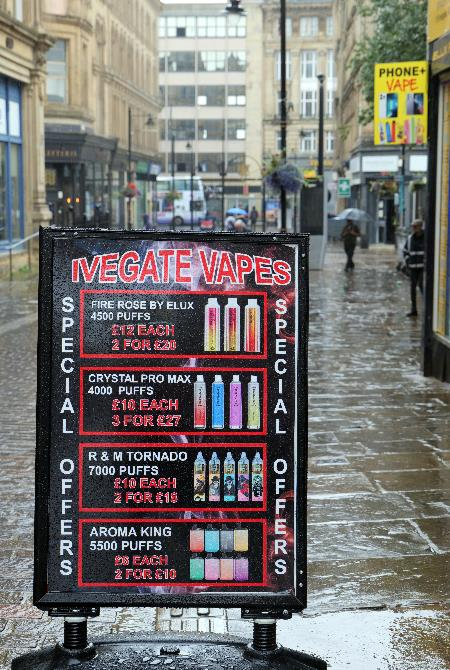 PHONE+
VAPE
IVEGATE VAPES
SPECIAL OFFERS
FIRE ROSE BY ELUX
4500 PUFFS
£12 EACH
2 FOR £20
CRYSTAL PRO MAX
4000 PUFFS
£10 EACH
3 FOR £27
R & M TORNADO
7000 PUFFS
£10 EACH
2 FOR £18
AROMA KING
5500 PUFFS
£6 EACH
2 FOR £10
SPECIAL OFFERS